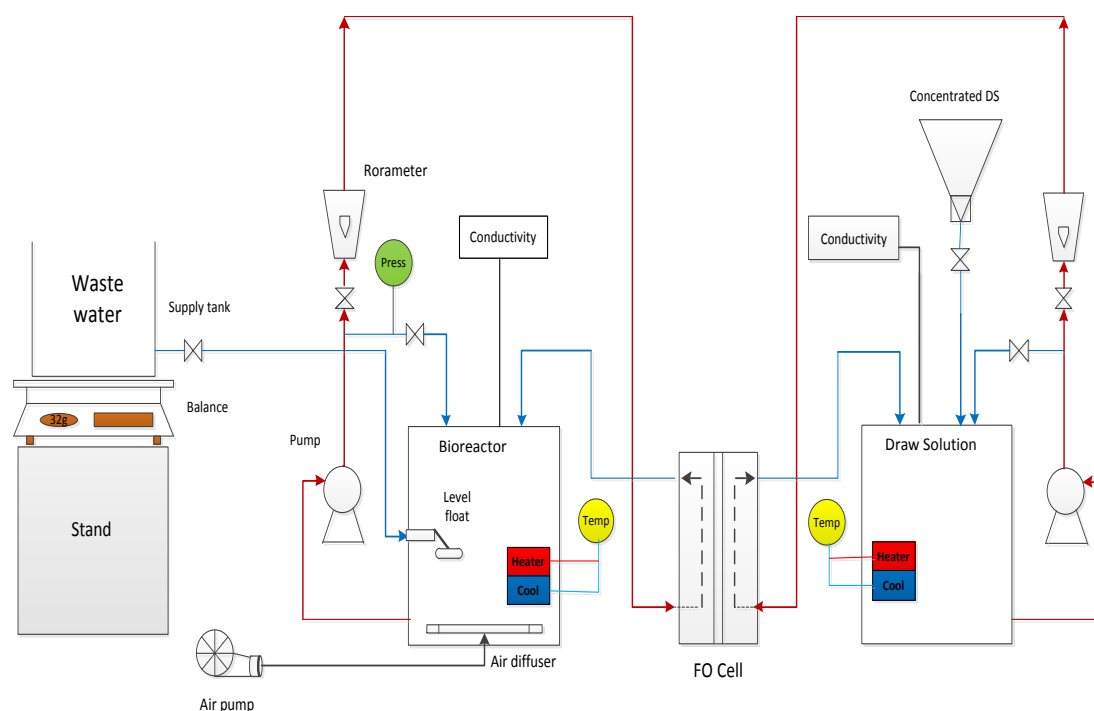 Concentrated DS
Rorameter
Conductivity
Conductivity
Press
Waste
water
Supply tank
32g
Balance
Pump
Bioreactor
Draw Solution
Stand
Level
float
Temp
Temp
Heater
Cool
Heater
Cool
Air diffuser
FO Cell
Air pump